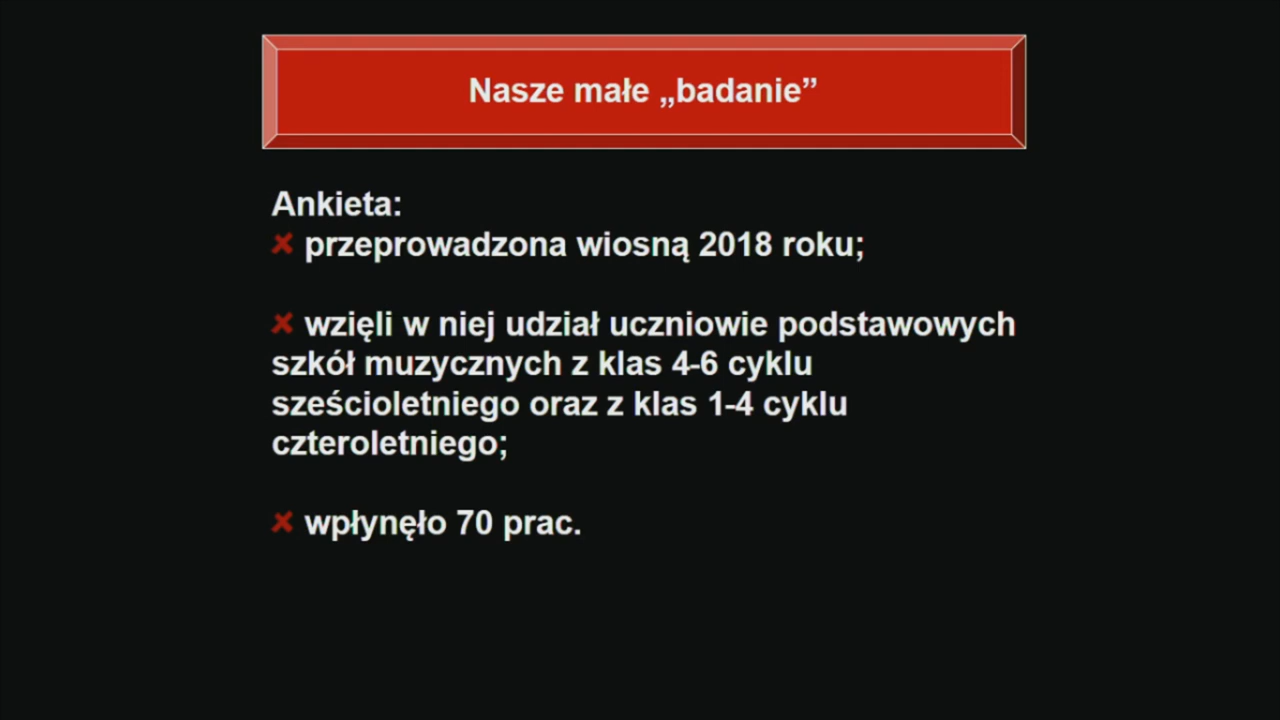 Nasze małe „badanie”
Ankieta:
✘ przeprowadzona wiosną 2018 roku;
✘ wzięli w niej udział uczniowie podstawowych
szkół muzycznych z klas 4-6 cyklu
sześcioletniego oraz z klas 1-4 cyklu
czteroletniego;
✘ wpłynęło 70 prac.